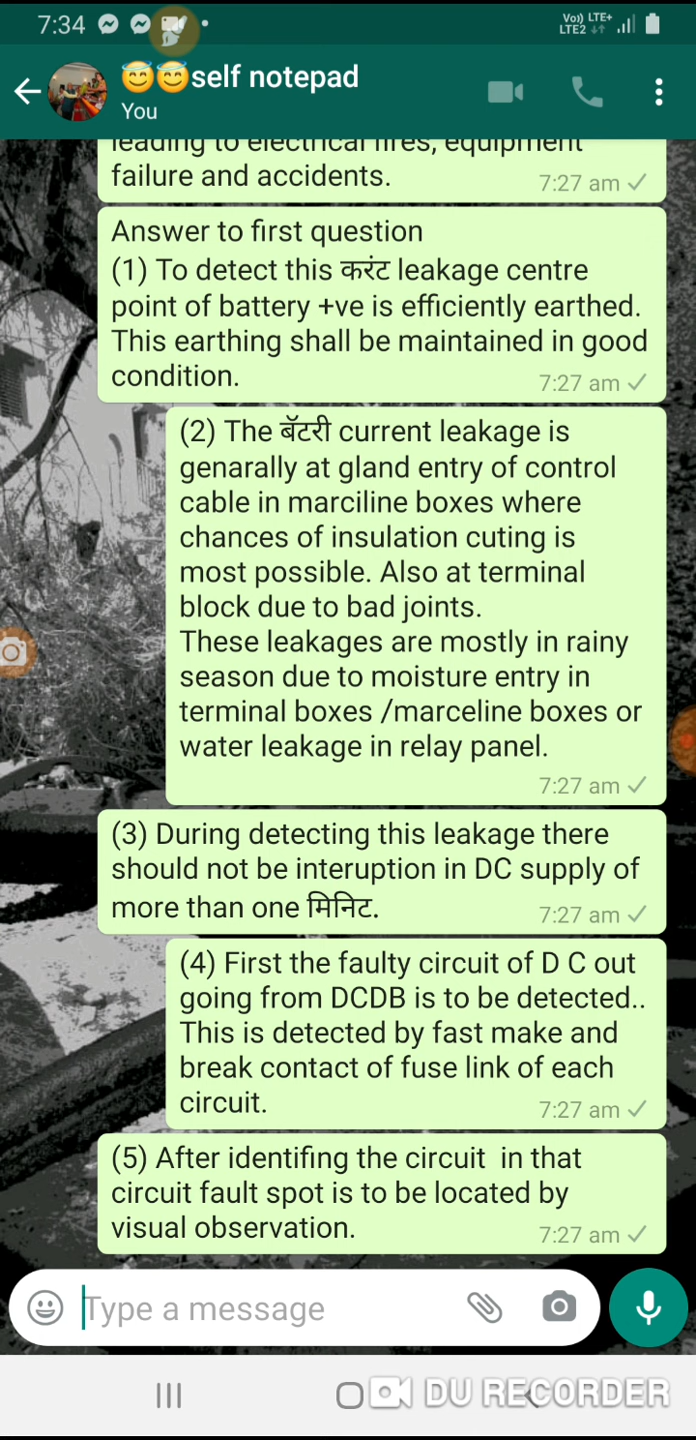 7:34
Vo)) LTE+
LTE2
😇😇self notepad
You
leading to electrical fires, equipment
failure and accidents.
7:27 am
Answer to first question
(1) To detect this करंट leakage centre
point of battery +ve is efficiently earthed.
This earthing shall be maintained in good
condition.
7:27 am
(2) The बॅटरी current leakage is
genarally at gland entry of control
cable in marciline boxes where
chances of insulation cuting is
most possible. Also at terminal
block due to bad joints.
These leakages are mostly in rainy
season due to moisture entry in
terminal boxes /marceline boxes or
water leakage in relay panel.
7:27 am
(3) During detecting this leakage there
should not be interuption in DC supply of
more than one मिनिट.
7:27 am
(4) First the faulty circuit of D C out
going from DCDB is to be detected..
This is detected by fast make and
break contact of fuse link of each
circuit.
7:27 am
(5) After identifing the circuit  in that
circuit fault spot is to be located by
visual observation.
7:27 am
Type a message
DU RECORDER